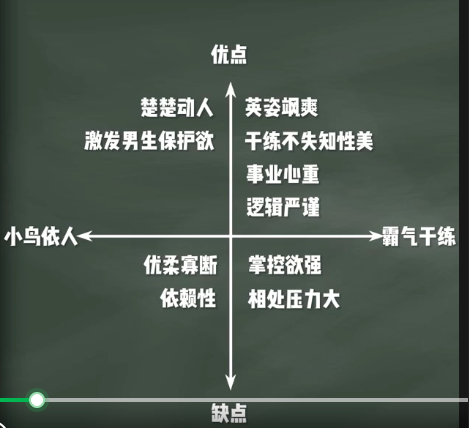 优点
楚楚动人 英姿飒爽
激发男生保护欲 干练不失知性美
事业心重
逻辑严谨
小鸟依人 霸气干练
优柔寡断 掌控欲强
依赖性 相处压力大
缺点